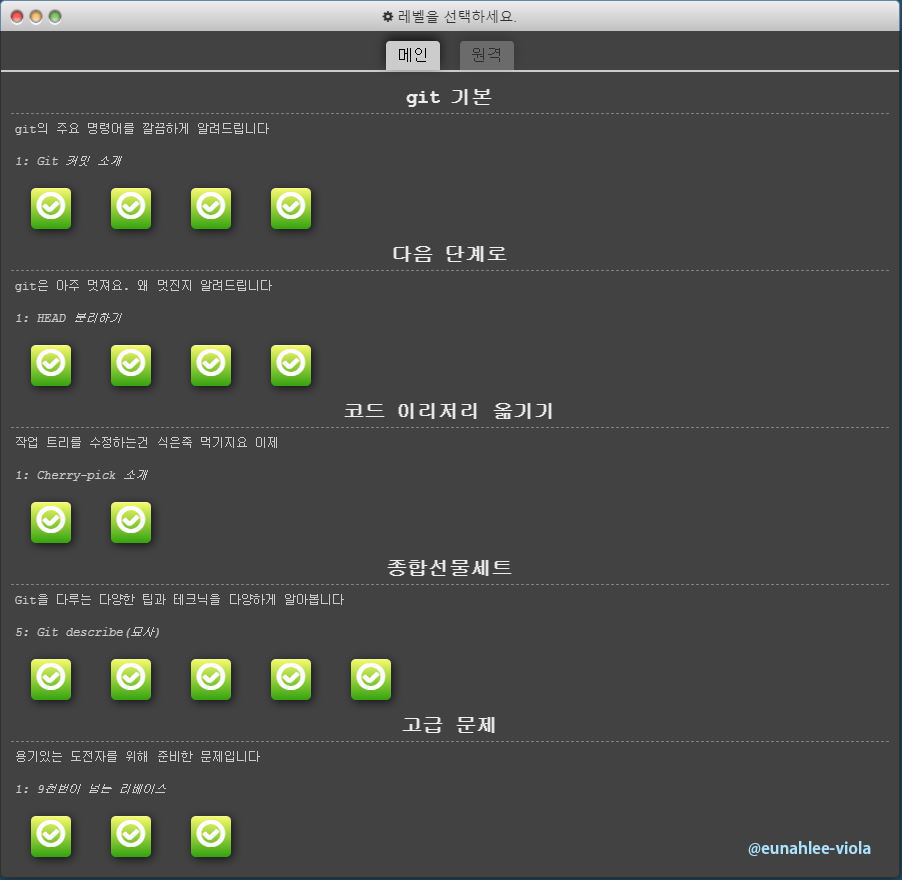 레벨을 선택하세요.
메인
원격
git 기본
git의 주요 명령어를 깔끔하게 알려드립니다
1: Git 커밋 소개
다음 단계로
git은 아주 멋져요. 왜 멋진지 알려드립니다
1: HEAD 분리하기
코드 이리저리 옮기기
작업 트리를 수정하는건 식은죽 먹기지요 이제
1: Cherry-pick 소개
종합선물세트
Git을 다루는 다양한 팁과 테크닉을 다양하게 알아봅니다
5: Git describe(묘사)
고급 문제
용기있는 도전자를 위해 준비한 문제입니다
1: 9천번이 넘는 리베이스
@eunahlee-viola